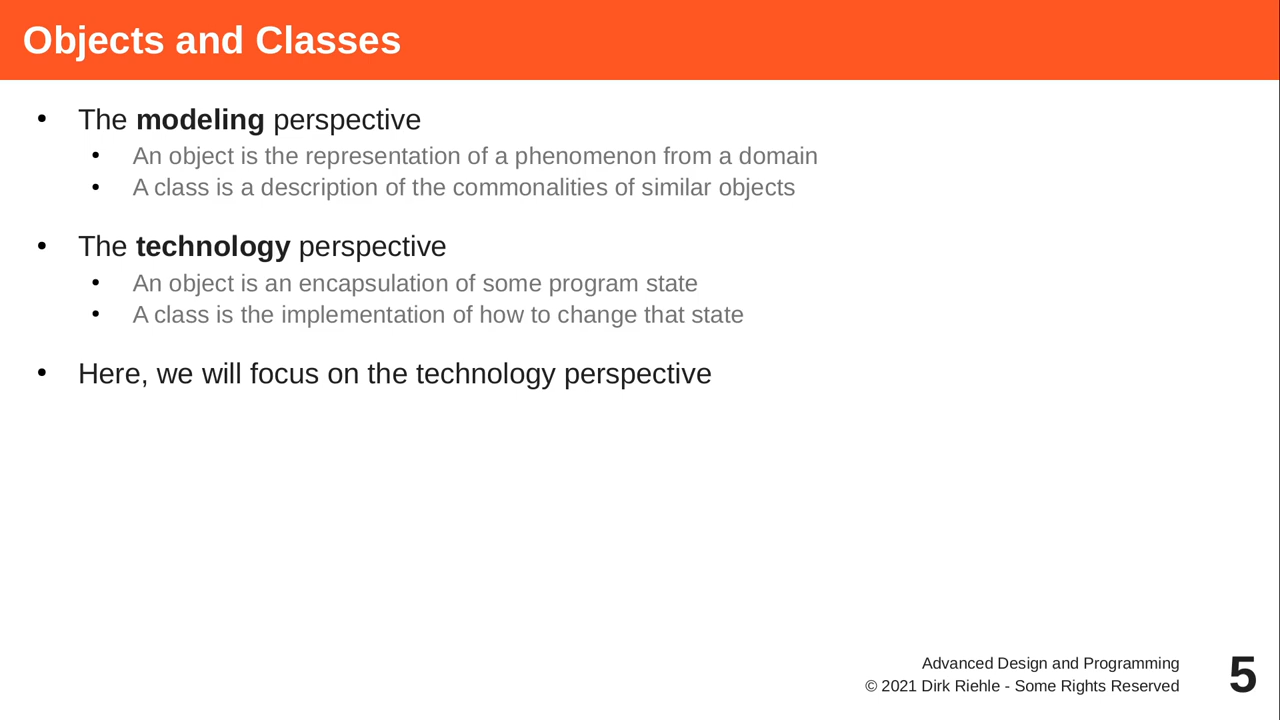 Objects and Classes
• The modeling perspective
• An object is the representation of a phenomenon from a domain
• A class is a description of the commonalities of similar objects
• The technology perspective
• An object is an encapsulation of some program state
• A class is the implementation of how to change that state
• Here, we will focus on the technology perspective
Advanced Design and Programming
© 2021 Dirk Riehle - Some Rights Reserved
5